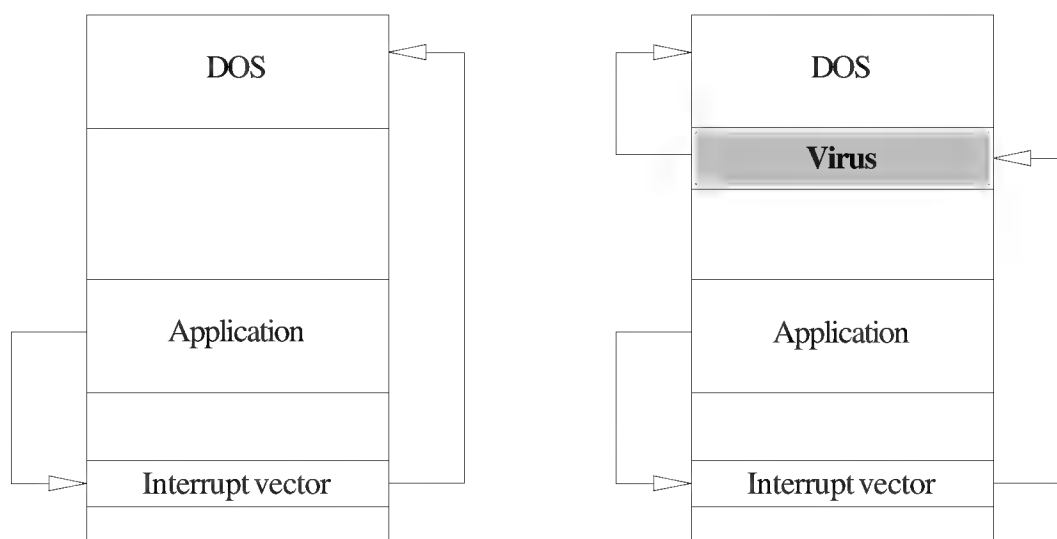 DOS
Application
Interrupt vector
DOS
Virus
Application
Interrupt vector